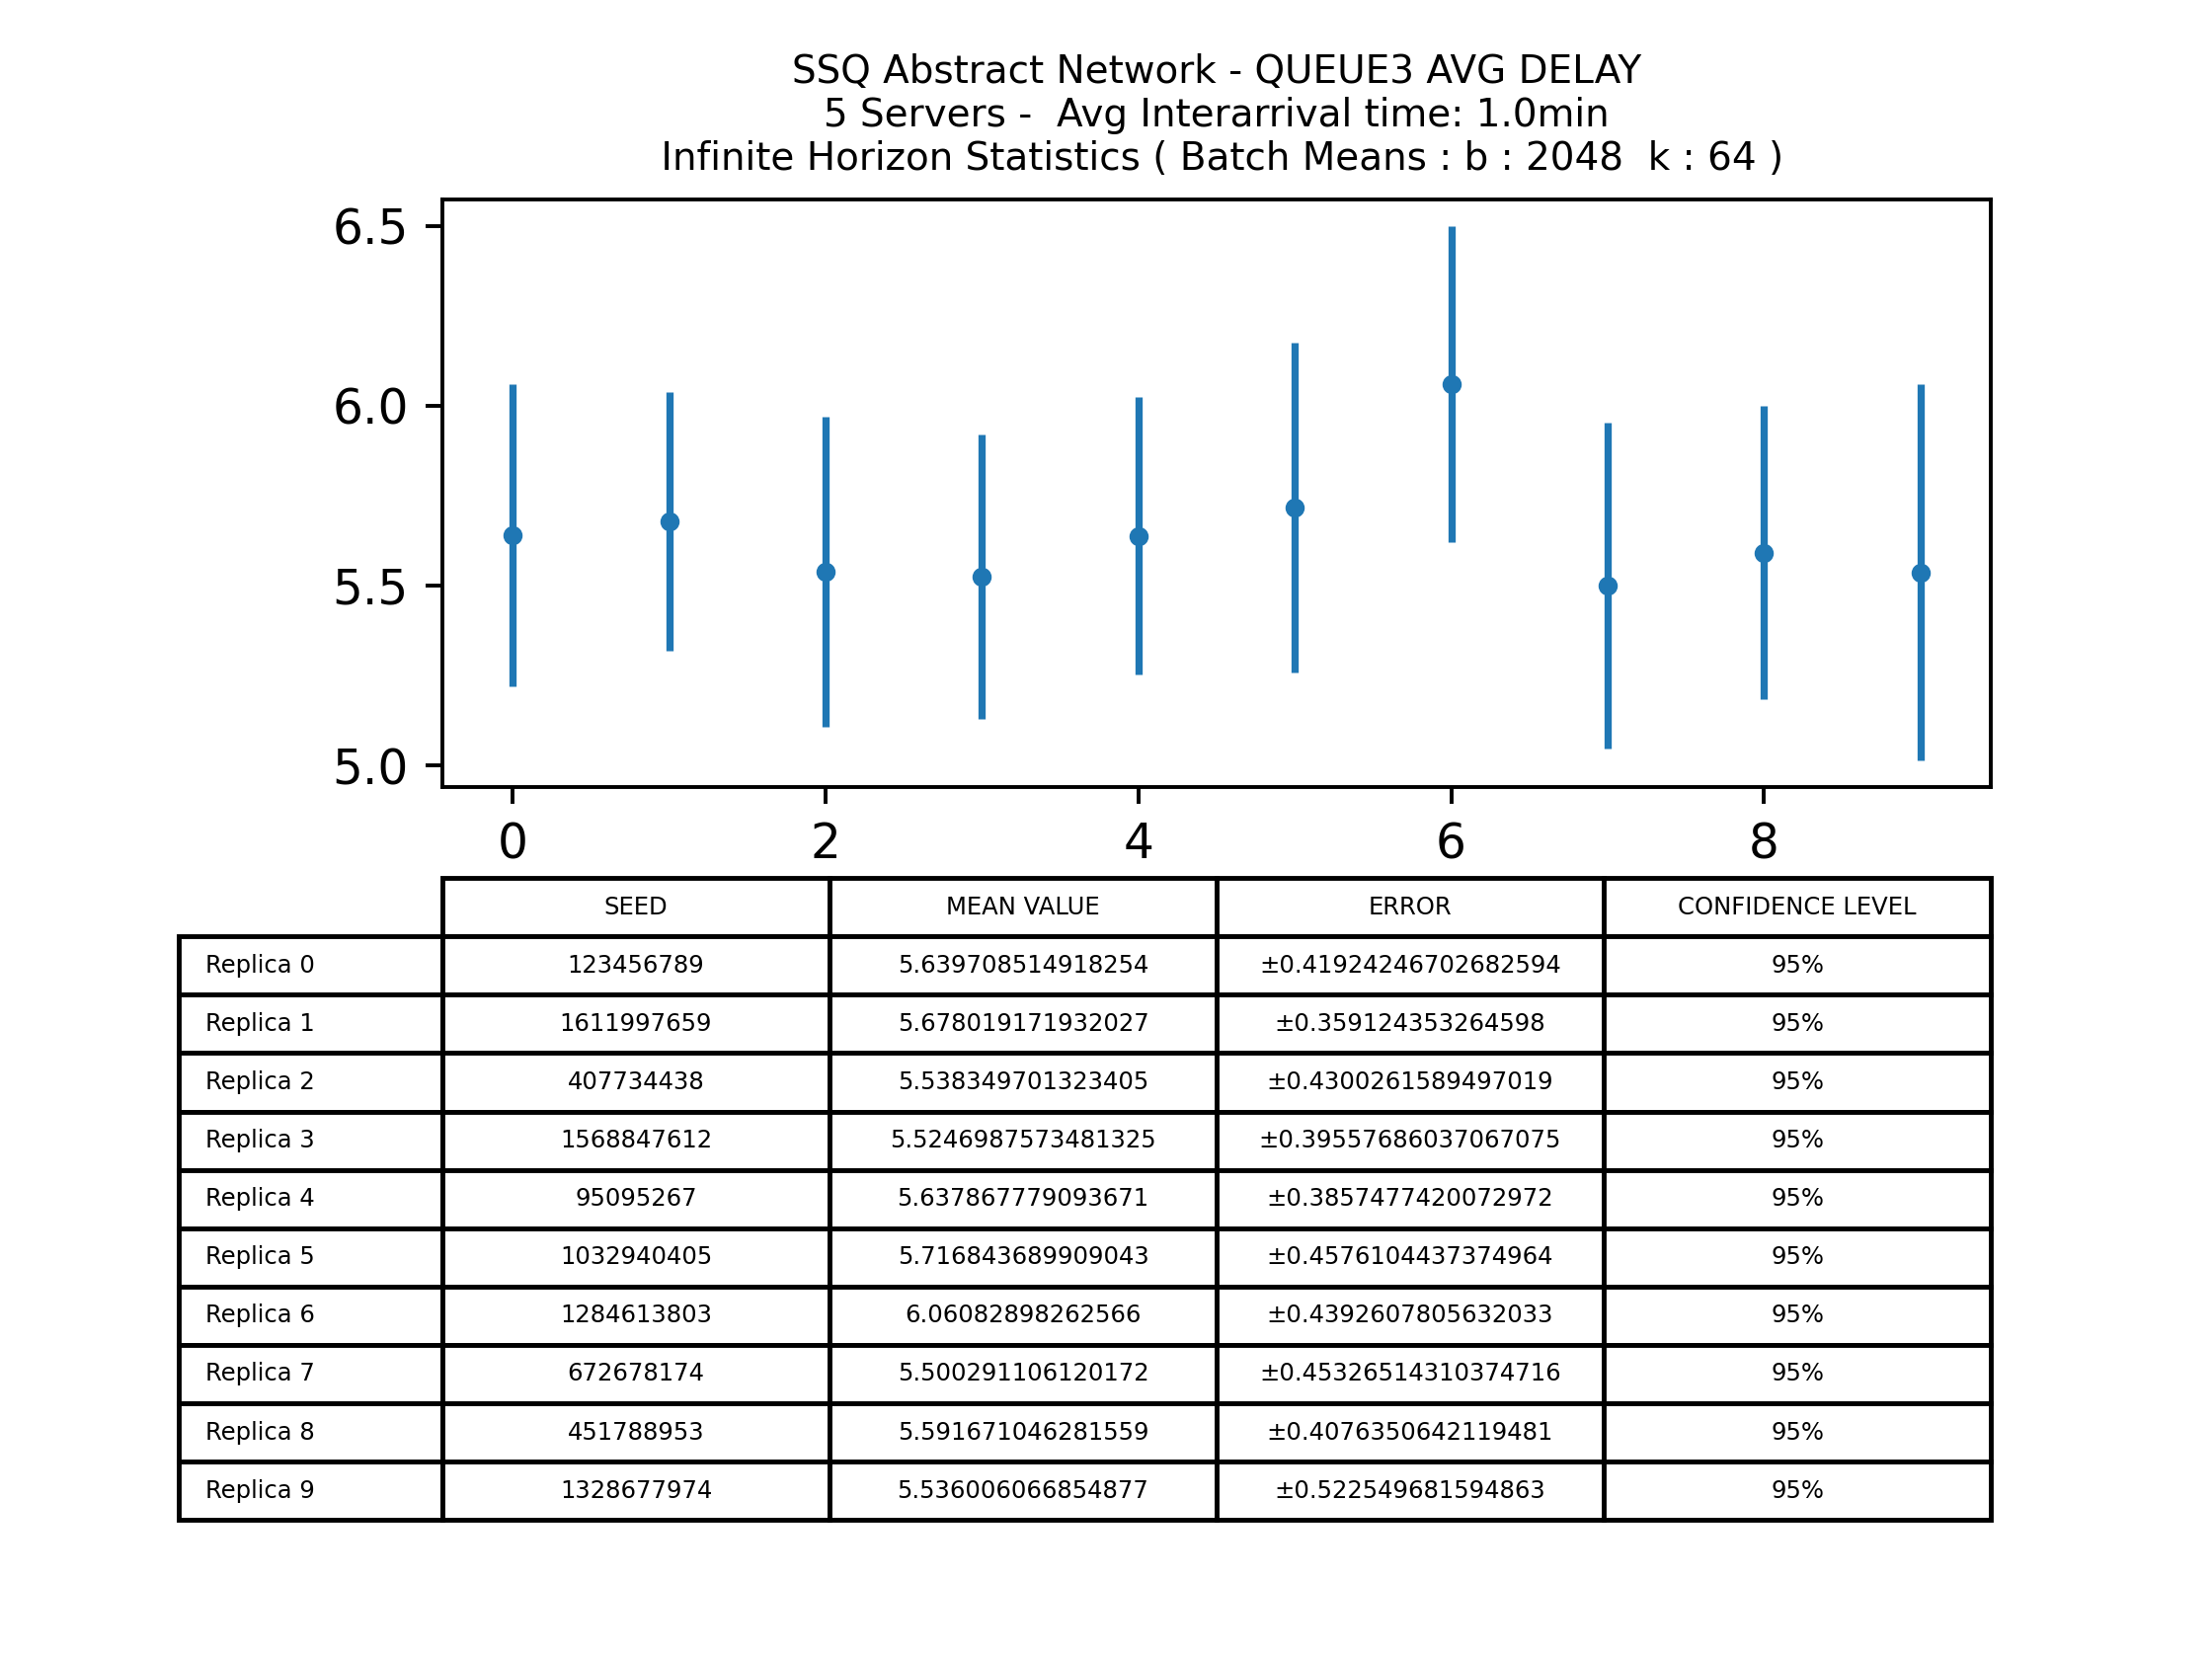 SSQ Abstract Network - QUEUE3 AVG DELAY
5 Servers -  Avg Interarrival time: 1.0min
Infinite Horizon Statistics ( Batch Means : b : 2048  k : 64 )
6.5
6.0
5.5
5.0
0 2 4 6 8
SEED MEAN VALUE ERROR CONFIDENCE LEVEL
Replica 0 123456789 5.639708514918254 ±0.41924246702682594 95%
Replica 1 1611997659 5.678019171932027 ±0.359124353264598 95%
Replica 2 407734438 5.538349701323405 ±0.4300261589497019 95%
Replica 3 1568847612 5.5246987573481325 ±0.39557686037067075 95%
Replica 4 95095267 5.637867779093671 ±0.3857477420072972 95%
Replica 5 1032940405 5.716843689909043 ±0.4576104437374964 95%
Replica 6 1284613803 6.06082898262566 ±0.4392607805632033 95%
Replica 7 672678174 5.500291106120172 ±0.45326514310374716 95%
Replica 8 451788953 5.591671046281559 ±0.4076350642119481 95%
Replica 9 1328677974 5.536006066854877 ±0.522549681594863 95%